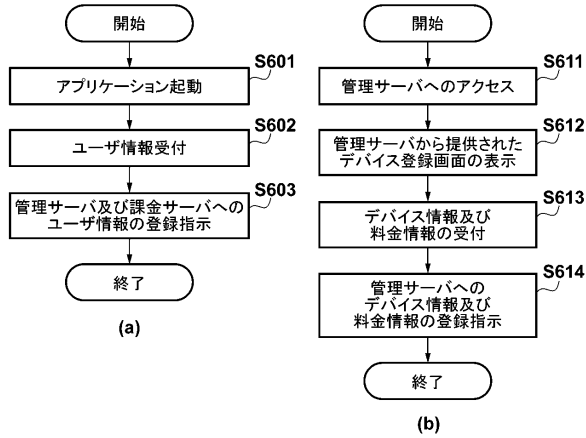 開始
S601
アプリケーション起動
S602
ユーザ情報受付
S603
管理サーバ及び課金サーバへの
ユーザ情報の登録指示
終了
(a)
開始
S611
管理サーバへのアクセス
S612
管理サーバから提供された
デバイス登録画面の表示
S613
デバイス情報及び
料金情報の受付
S614
管理サーバへの
デバイス情報及び
料金情報の登録指示
終了
(b)